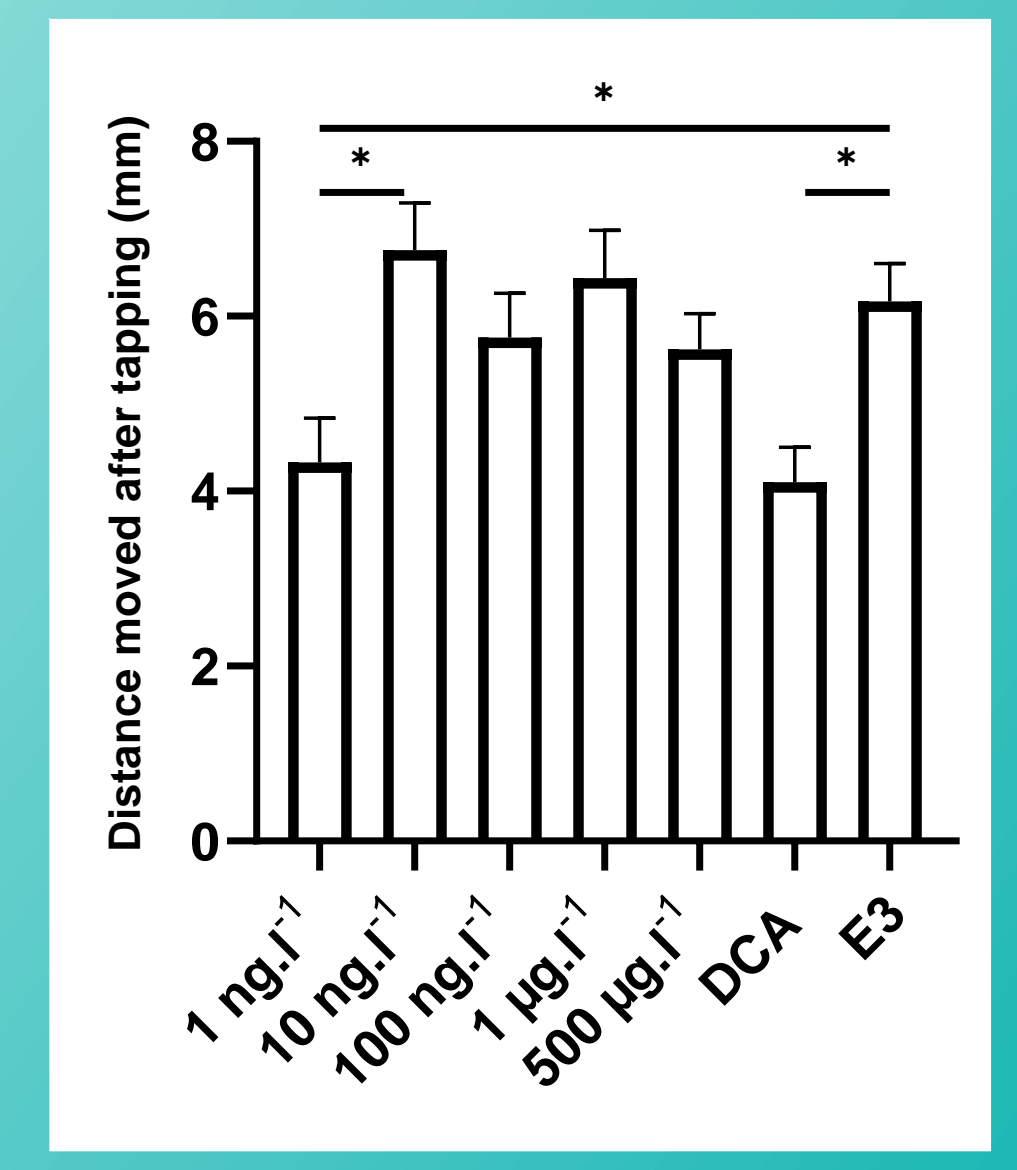 *
*
*
Distance moved after tapping (mm)
8
6
4
2
0
1 ng.l⁻¹
10 ng.l⁻¹
100 ng.l⁻¹
1 µg.l⁻¹
500 µg.l⁻¹
DCA
E3